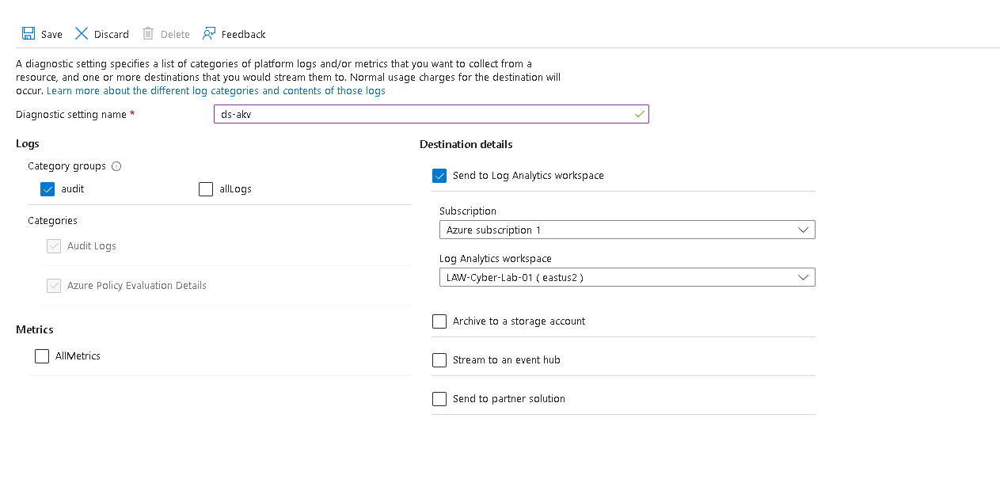 Save Discard Delete Feedback
A diagnostic setting specifies a list of categories of platform logs and/or metrics that you want to collect from a
resource, and one or more destinations that you would stream them to. Normal usage charges for the destination will
occur. Learn more about the different log categories and contents of those logs
Diagnostic setting name *
ds-akv
Logs
Category groups
audit
allLogs
Categories
Audit Logs
Azure Policy Evaluation Details
Metrics
AllMetrics
Destination details
Send to Log Analytics workspace
Subscription
Azure subscription 1
Log Analytics workspace
LAW-Cyber-Lab-01 ( eastus2 )
Archive to a storage account
Stream to an event hub
Send to partner solution